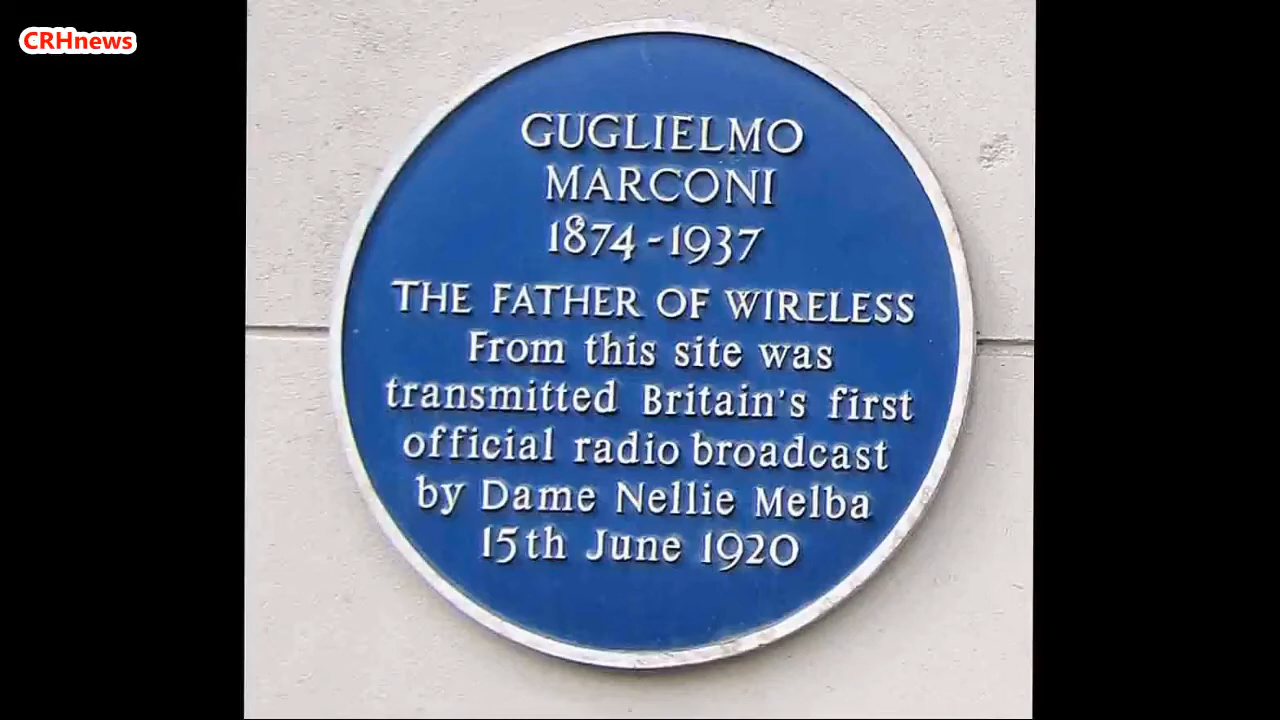 CRHnews
GUGLIELMO
MARCONI
1874-1937
THE FATHER OF WIRELESS
From this site was
transmitted Britain's first
official radio broadcast
by Dame Nellie Melba
15th June 1920